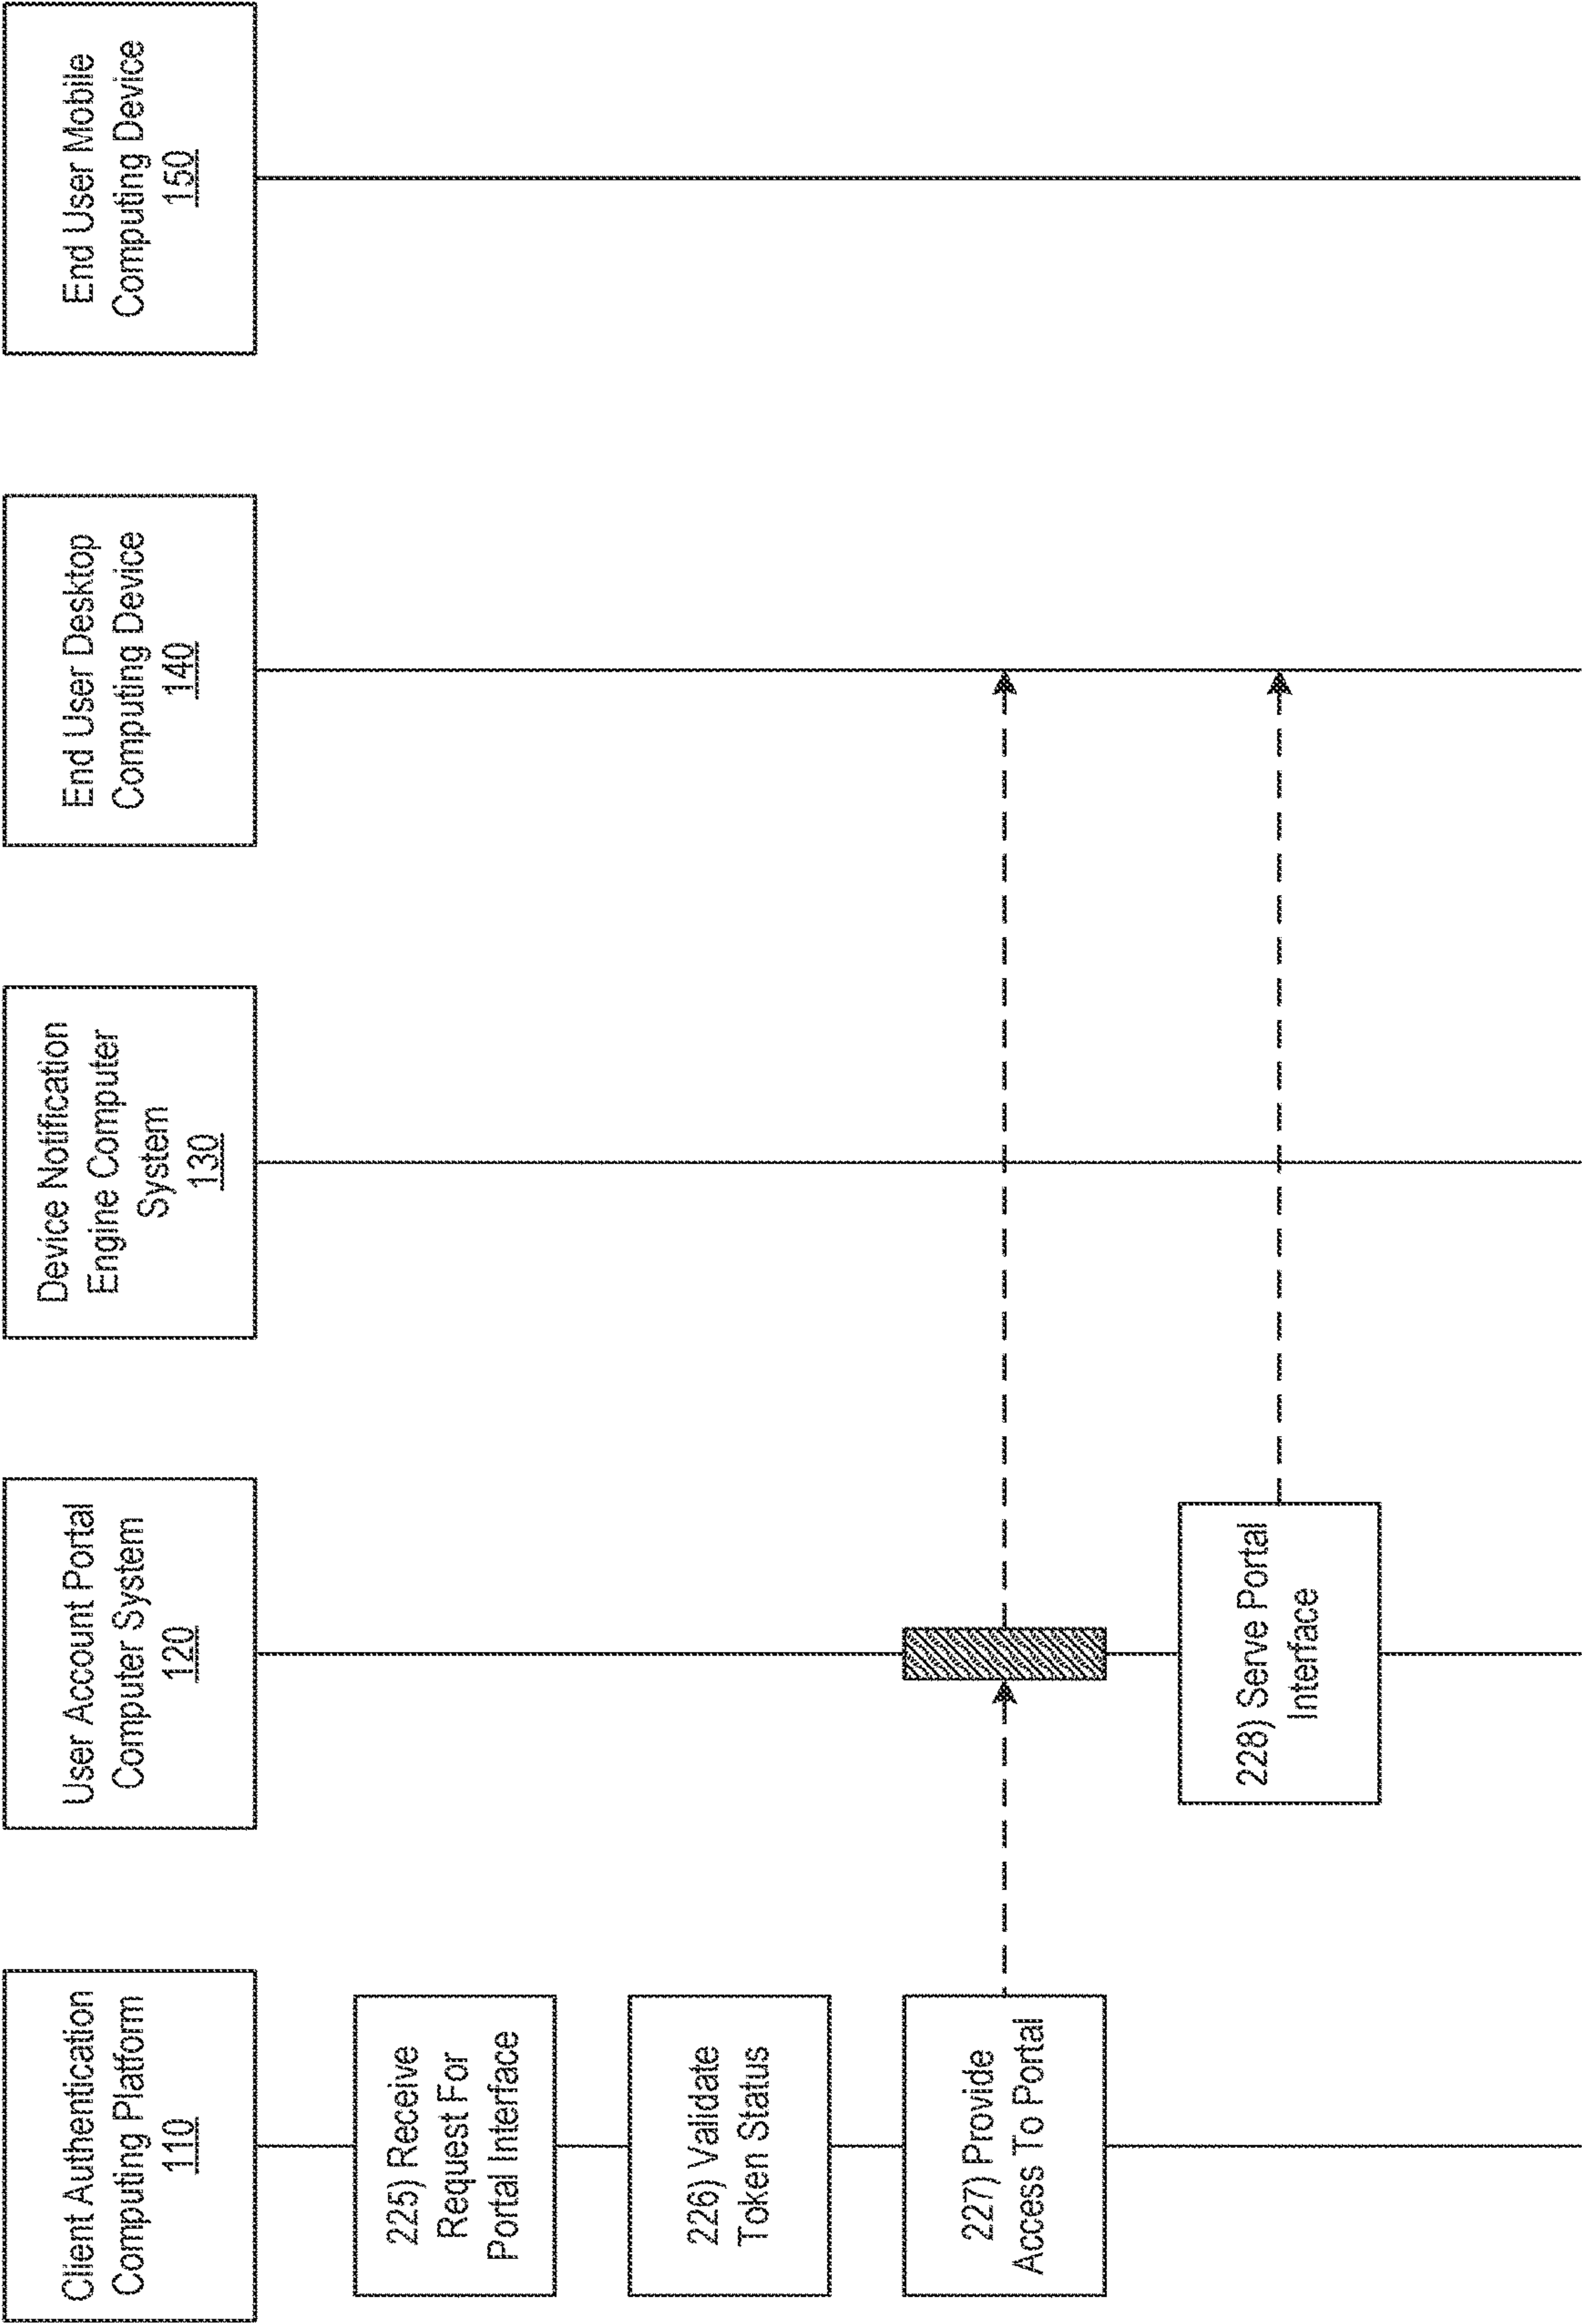 Client Authentication
Computing Platform
110
User Account Portal
Computer System
120
Device Notification
Engine Computer
System
130
End User Desktop
Computing Device
140
End User Mobile
Computing Device
150
225) Receive
Request For
Portal Interface
226) Validate
Token Status
227) Provide
Access To Portal
228) Serve Portal
Interface